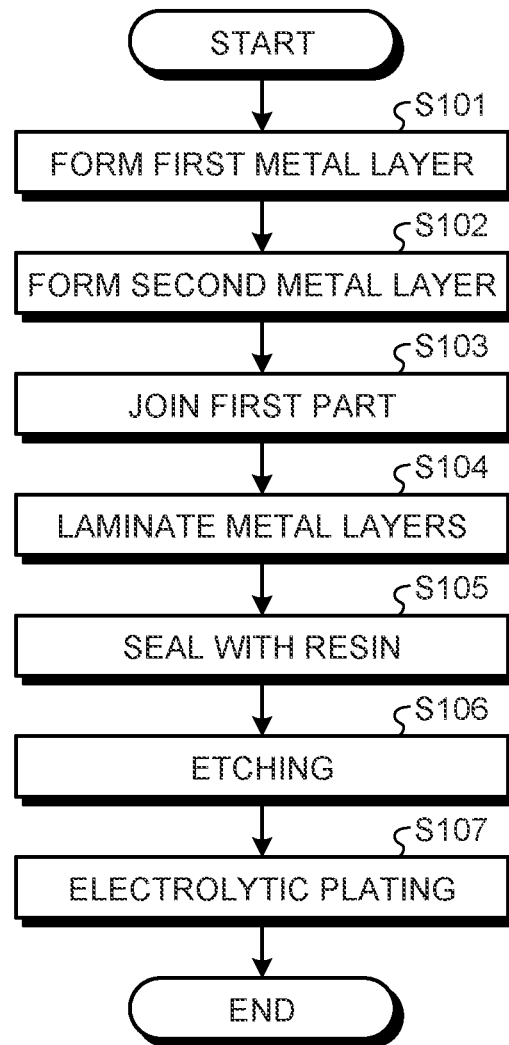 START
S101
FORM FIRST METAL LAYER
S102
FORM SECOND METAL LAYER
S103
JOIN FIRST PART
S104
LAMINATE METAL LAYERS
S105
SEAL WITH RESIN
S106
ETCHING
S107
ELECTROLYTIC PLATING
END